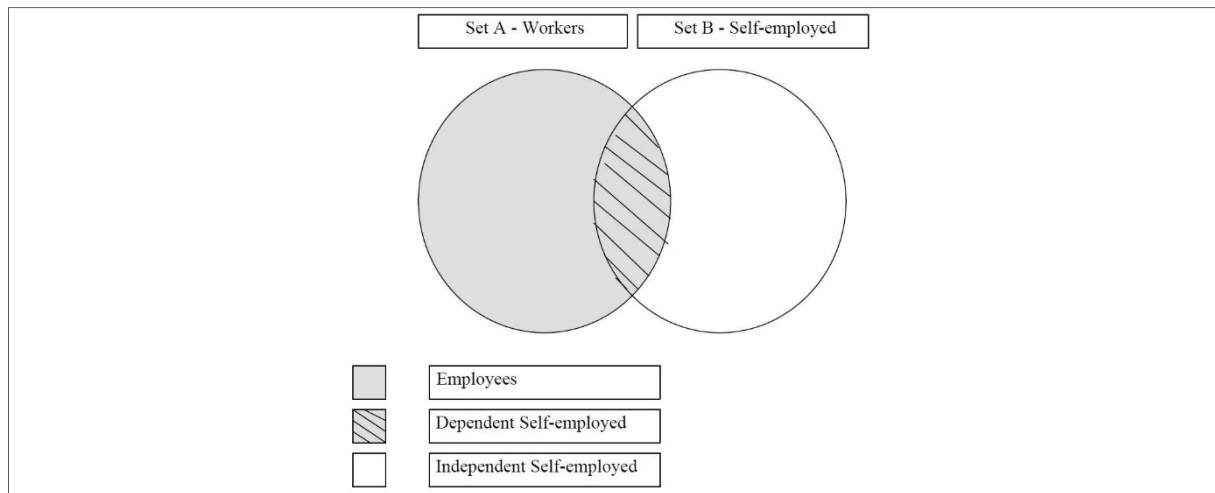 Set A - Workers
Set B - Self-employed
Employees
Dependent Self-employed
Independent Self-employed